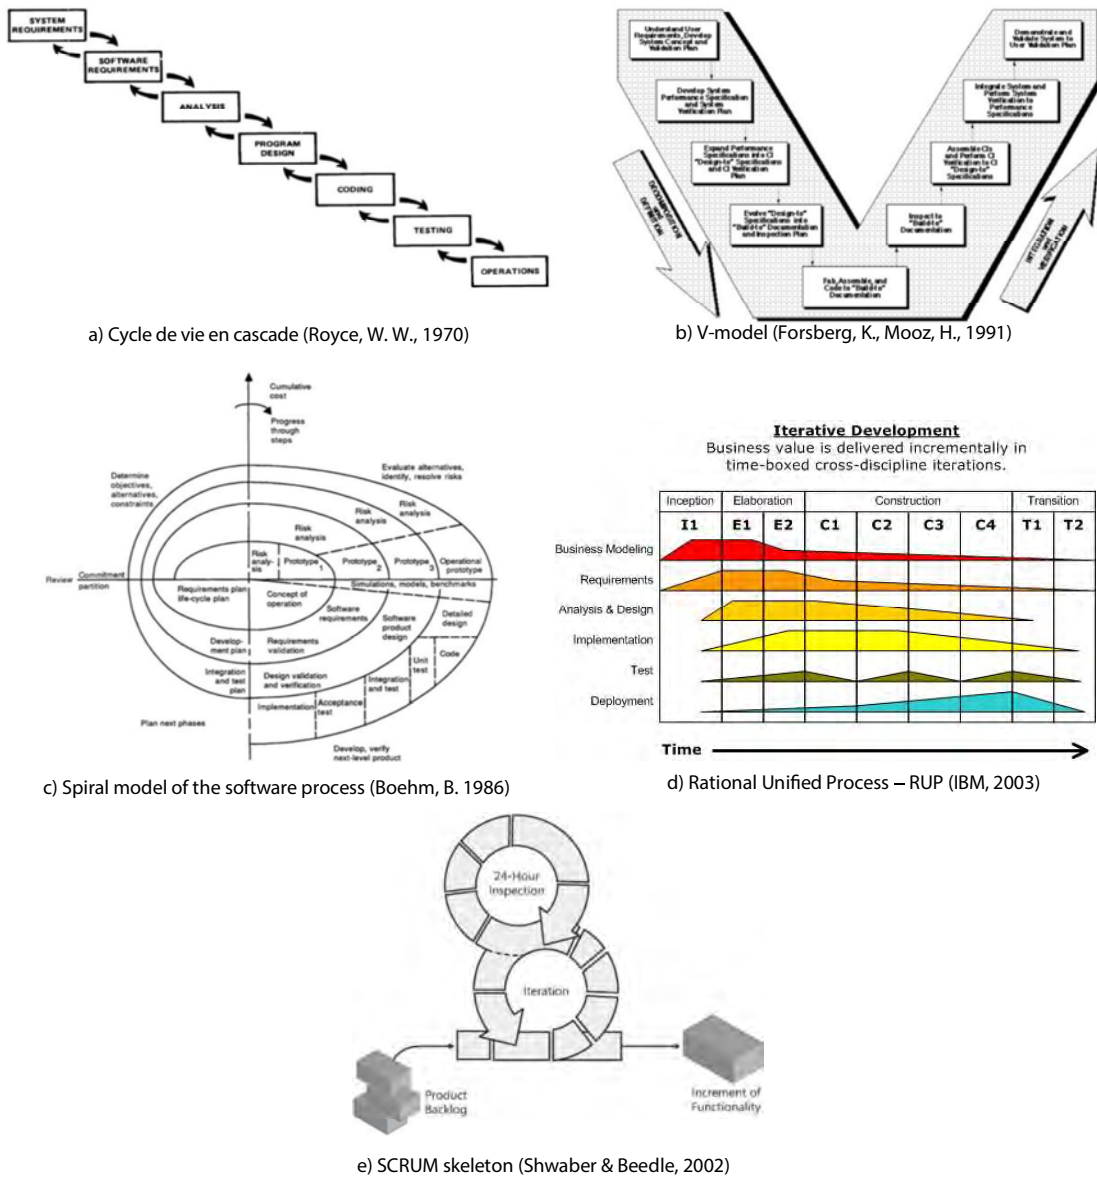 SYSTEM
REQUIREMENTS
SOFTWARE
REQUIREMENTS
ANALYSIS
PROGRAM
DESIGN
CODING
TESTING
OPERATIONS
a) Cycle de vie en cascade (Royce, W. W., 1970)
Understand User
Requirements, Develop
System Concept and
Validation Plan
Develop System
Performance Specification
and System
Verification Plan
Expand Performance
Specifications into CI
"Design-to" Specifications
and CI Verification
Plan
Evolve "Design-to"
Specifications into
"Build-to" Documentation
and Inspection Plan
Fab, Assemble, and
Code to "Build-to"
Documentation
Inspect to
"Build-to"
Documentation
Assemble CIs
and Perform CI
Verification to CI
"Design-to"
Specifications
Integrate System and
Perform System
Verification to
Performance
Specifications
Demonstrate and
Validate System to
User Validation Plan
DECOMPOSITION
and
DEFINITION
INTEGRATION
and
VERIFICATION
b) V-model (Forsberg, K., Mooz, H., 1991)
Cumulative
cost
Progress
through
steps
Determine
objectives,
alternatives,
constraints
Evaluate alternatives,
identify, resolve risks
Risk
analysis
Risk
analysis
Risk
analysis
Risk
analy-
sis
Prototype 1
Prototype 2
Prototype 3
Operational
prototype
Review
Commitment
partition
Simulations, models, benchmarks
Requirements plan
life-cycle plan
Concept of
operation
Software
requirements
Software
product
design
Detailed
design
Develop-
ment plan
Requirements
validation
Code
Unit
test
Integration
and test
plan
Design validation
and verification
Integration
and test
Acceptance
test
Implementation
Plan next phases
Develop, verify
next-level product
c) Spiral model of the software process (Boehm, B. 1986)
Iterative Development
Business value is delivered incrementally in
time-boxed cross-discipline iterations.
Inception Elaboration Construction Transition
I1 E1 E2 C1 C2 C3 C4 T1 T2
Business Modeling
Requirements
Analysis & Design
Implementation
Test
Deployment
Time
d) Rational Unified Process – RUP (IBM, 2003)
24-Hour
Inspection
Iteration
Product
Backlog
Increment of
Functionality
e) SCRUM skeleton (Shwaber & Beedle, 2002)